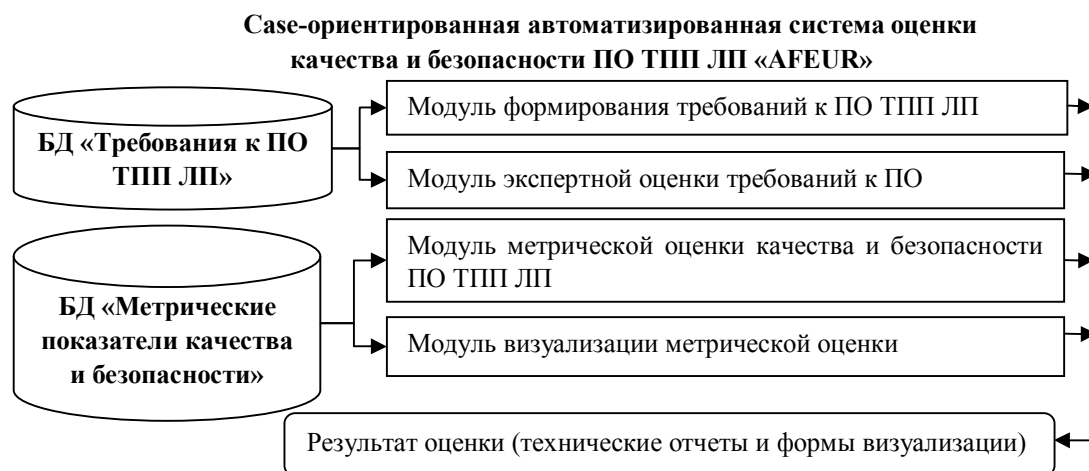 Case-ориентированная автоматизированная система оценки
качества и безопасности ПО ТПП ЛП «AFEUR»
БД «Требования к ПО
ТПП ЛП»
Модуль формирования требований к ПО ТПП ЛП
Модуль экспертной оценки требований к ПО
БД «Метрические
показатели качества
и безопасности»
Модуль метрической оценки качества и безопасности
ПО ТПП ЛП
Модуль визуализации метрической оценки
Результат оценки (технические отчеты и формы визуализации)